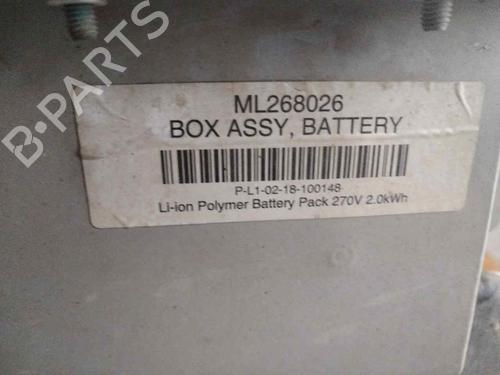 B-PARTS
ML268026
BOX ASSY, BATTERY
P-L1-02-18-100148
Li-ion Polymer Battery Pack 270V 2.0kWh